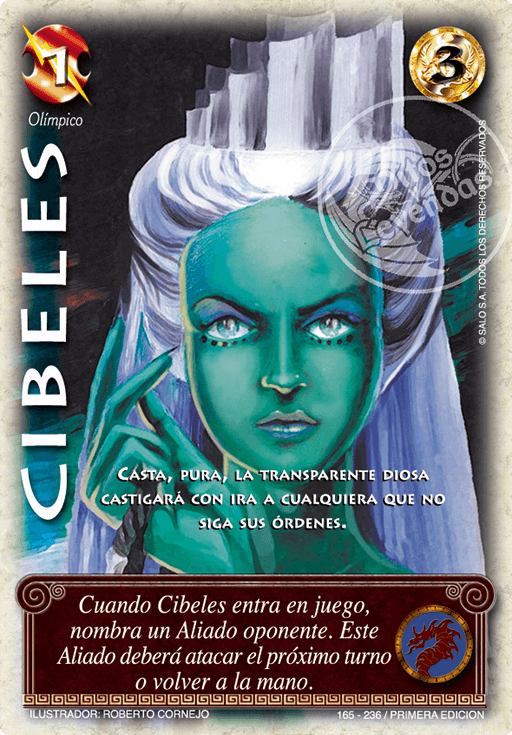 1
3
Olímpico
CIBELES
Mitos
Leyendas
© SALO S.A. TODOS LOS DERECHOS RESERVADOS
CASTA, PURA, LA TRANSPARENTE DIOSA
CASTIGARÁ CON IRA A CUALQUIERA QUE NO
SIGA SUS ÓRDENES.
Cuando Cibeles entra en juego,
nombra un Aliado oponente. Este
Aliado deberá atacar el próximo turno
o volver a la mano.
ILUSTRADOR: ROBERTO CORNEJO
165 - 236 / PRIMERA EDICION